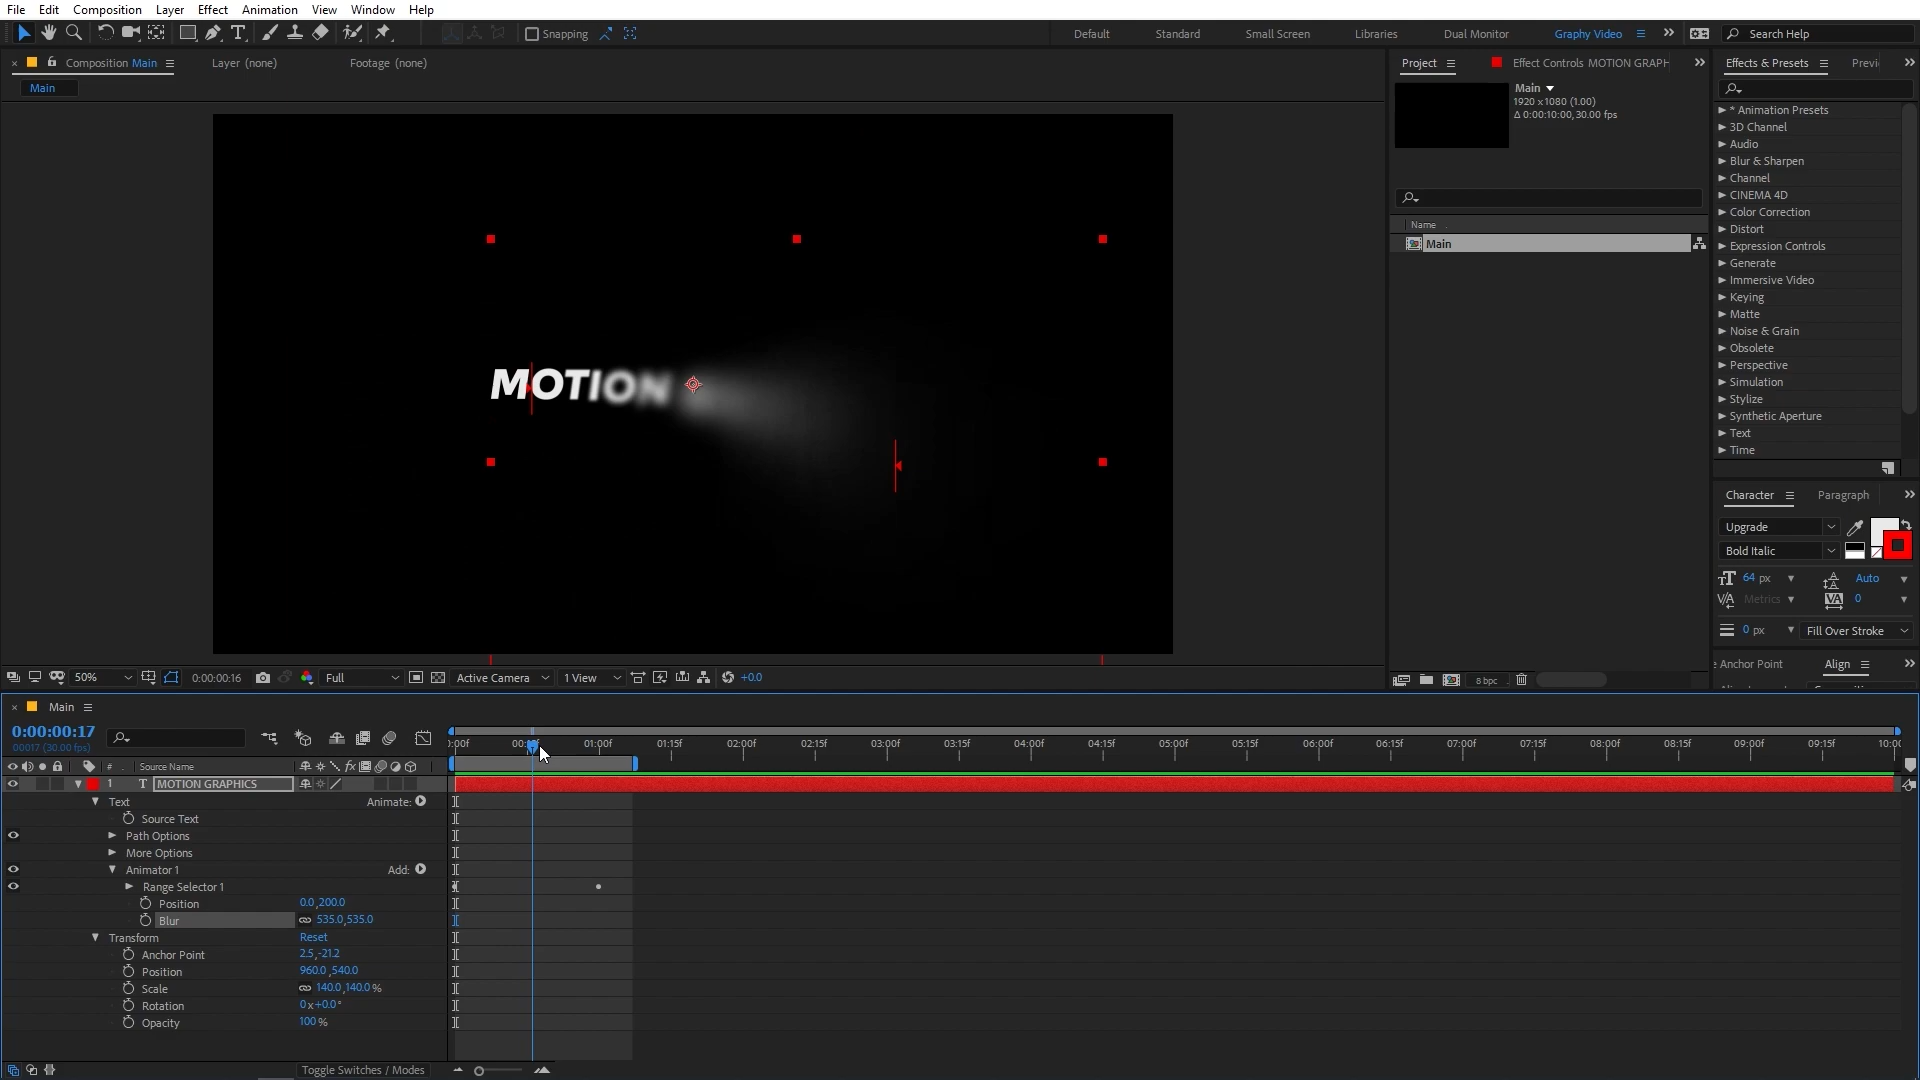 File Edit Composition Layer Effect Animation View Window Help
Snapping
Default Standard Small Screen Libraries Dual Monitor Graphy Video Search Help
Composition Main Layer (none) Footage (none)
Main
MOTION
50% 0:00:00:16 Full Active Camera 1 View +0.0
Project Effect Controls MOTION GRAPH
Main
1920 x 1080 (1.00)
Δ 0:00:10:00, 30.00 fps
Name
Main
8 bpc
Effects & Presets Previ
* Animation Presets
3D Channel
Audio
Blur & Sharpen
Channel
CINEMA 4D
Color Correction
Distort
Expression Controls
Generate
Immersive Video
Keying
Matte
Noise & Grain
Obsolete
Perspective
Simulation
Stylize
Synthetic Aperture
Text
Time
Character Paragraph
Upgrade
Bold Italic
64 px Auto
Metrics 0
0 px Fill Over Stroke
e Anchor Point Align
Main
0:00:00:17
00017 (30.00 fps)
:00f 01:00f 01:15f 02:00f 02:15f 03:00f 03:15f 04:00f 04:15f 05:00f 05:15f 06:00f 06:15f 07:00f 07:15f 08:00f 08:15f 09:00f 09:15f 10:00
# Source Name
1 T MOTION GRAPHICS
Text Animate:
Source Text
Path Options
More Options
Animator 1 Add:
Range Selector 1
Position 0.0,200.0
Blur 535.0,535.0
Transform Reset
Anchor Point 2.5,-21.2
Position 960.0,540.0
Scale 140.0,140.0 %
Rotation 0 x +0.0 °
Opacity 100 %
Toggle Switches / Modes